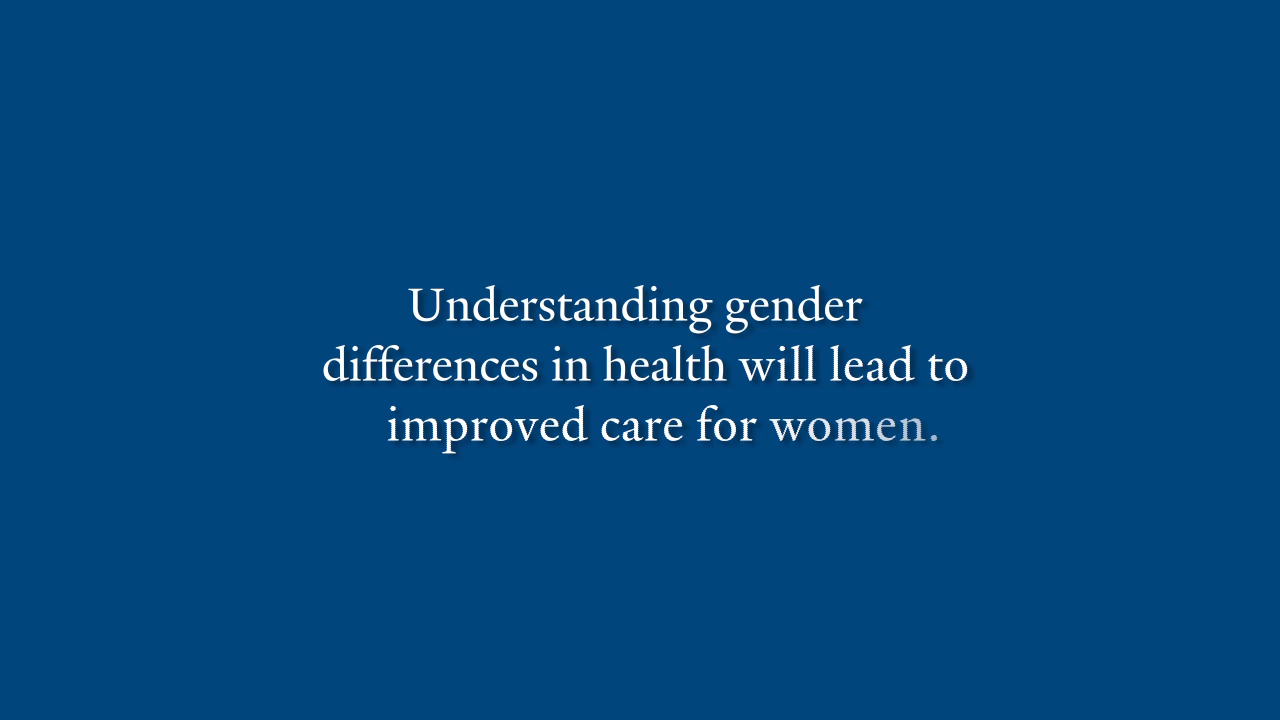 Understanding gender
differences in health will lead to
improved care for women.